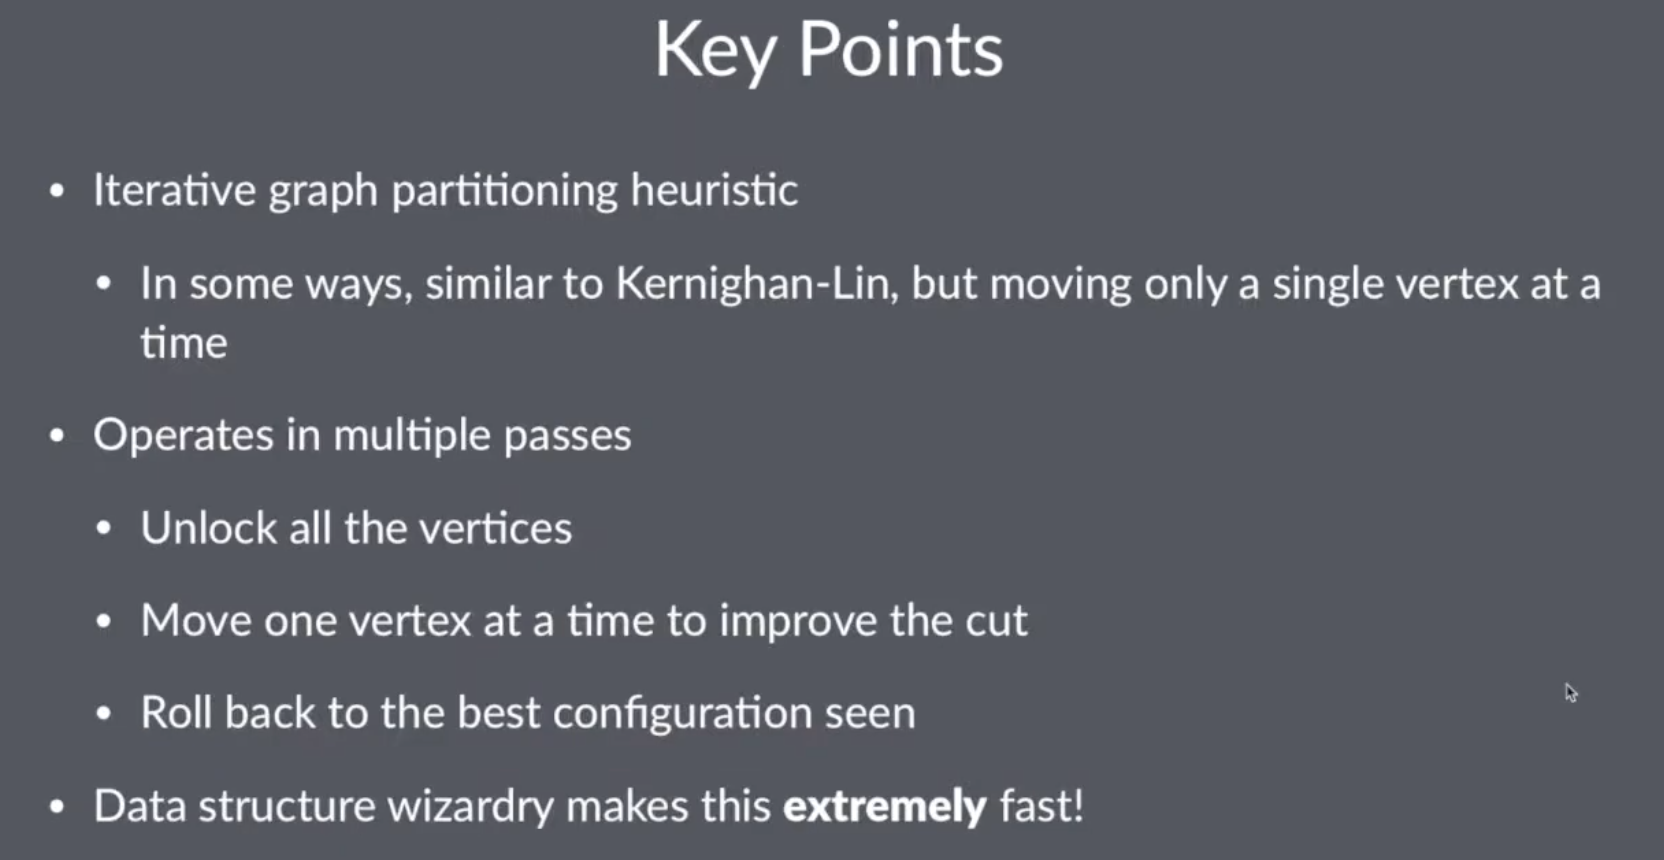 Key Points
• Iterative graph partitioning heuristic
• In some ways, similar to Kernighan-Lin, but moving only a single vertex at a
time
• Operates in multiple passes
• Unlock all the vertices
• Move one vertex at a time to improve the cut
• Roll back to the best configuration seen
• Data structure wizardry makes this extremely fast!